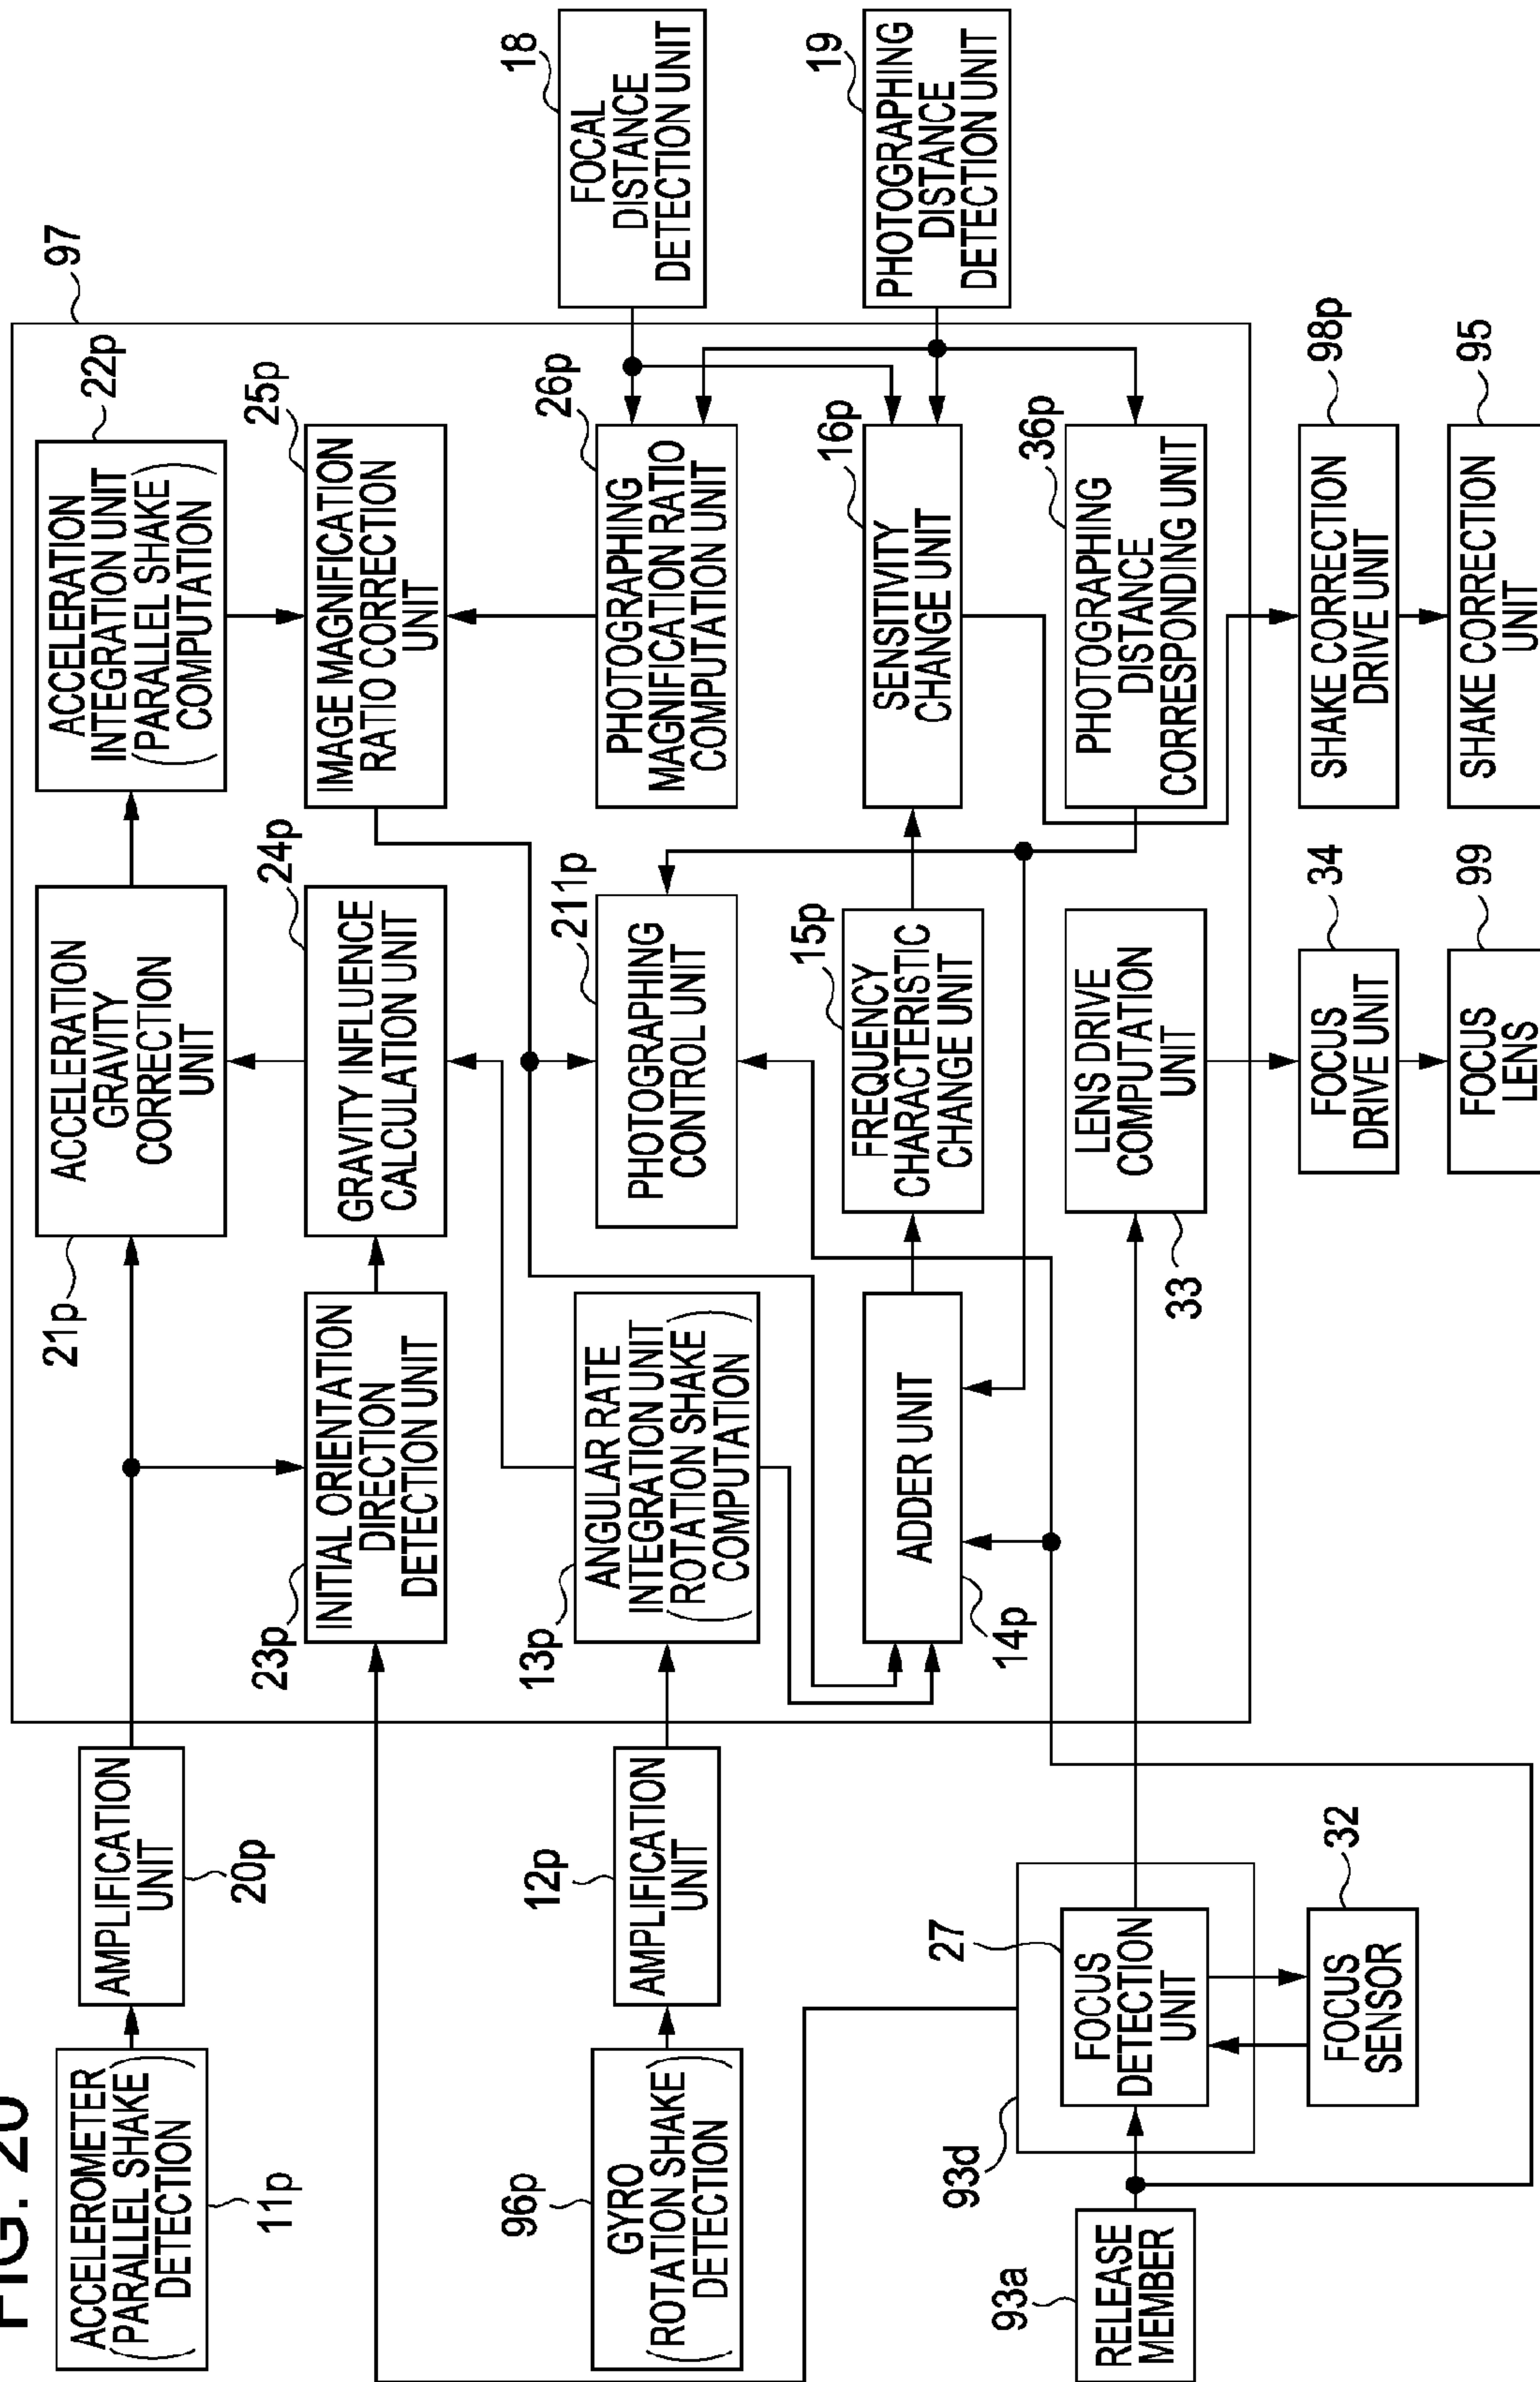 FIG. 20
ACCELEROMETER
(PARALLEL SHAKE
DETECTION)
11p
AMPLIFICATION
UNIT
20p
21p
ACCELERATION
GRAVITY
CORRECTION
UNIT
ACCELERATION
INTEGRATION UNIT
(PARALLEL SHAKE
COMPUTATION)
22p
97
23p
INITIAL ORIENTATION
DIRECTION
DETECTION UNIT
GRAVITY INFLUENCE
CALCULATION UNIT
24p
IMAGE MAGNIFICATION
RATIO CORRECTION
UNIT
25p
96p
GYRO
(ROTATION SHAKE
DETECTION)
12p
AMPLIFICATION
UNIT
13p
ANGULAR RATE
INTEGRATION UNIT
(ROTATION SHAKE
COMPUTATION)
211p
PHOTOGRAPHING
CONTROL UNIT
26p
PHOTOGRAPHING
MAGNIFICATION RATIO
COMPUTATION UNIT
18
FOCAL
DISTANCE
DETECTION UNIT
ADDER UNIT
14p
15p
FREQUENCY
CHARACTERISTIC
CHANGE UNIT
16p
SENSITIVITY
CHANGE UNIT
19
PHOTOGRAPHING
DISTANCE
DETECTION UNIT
93a
RELEASE
MEMBER
93d
27
FOCUS
DETECTION
UNIT
32
FOCUS
SENSOR
33
LENS DRIVE
COMPUTATION
UNIT
36p
PHOTOGRAPHING
DISTANCE
CORRESPONDING UNIT
34
FOCUS
DRIVE UNIT
98p
SHAKE CORRECTION
DRIVE UNIT
99
FOCUS
LENS
95
SHAKE CORRECTION
UNIT